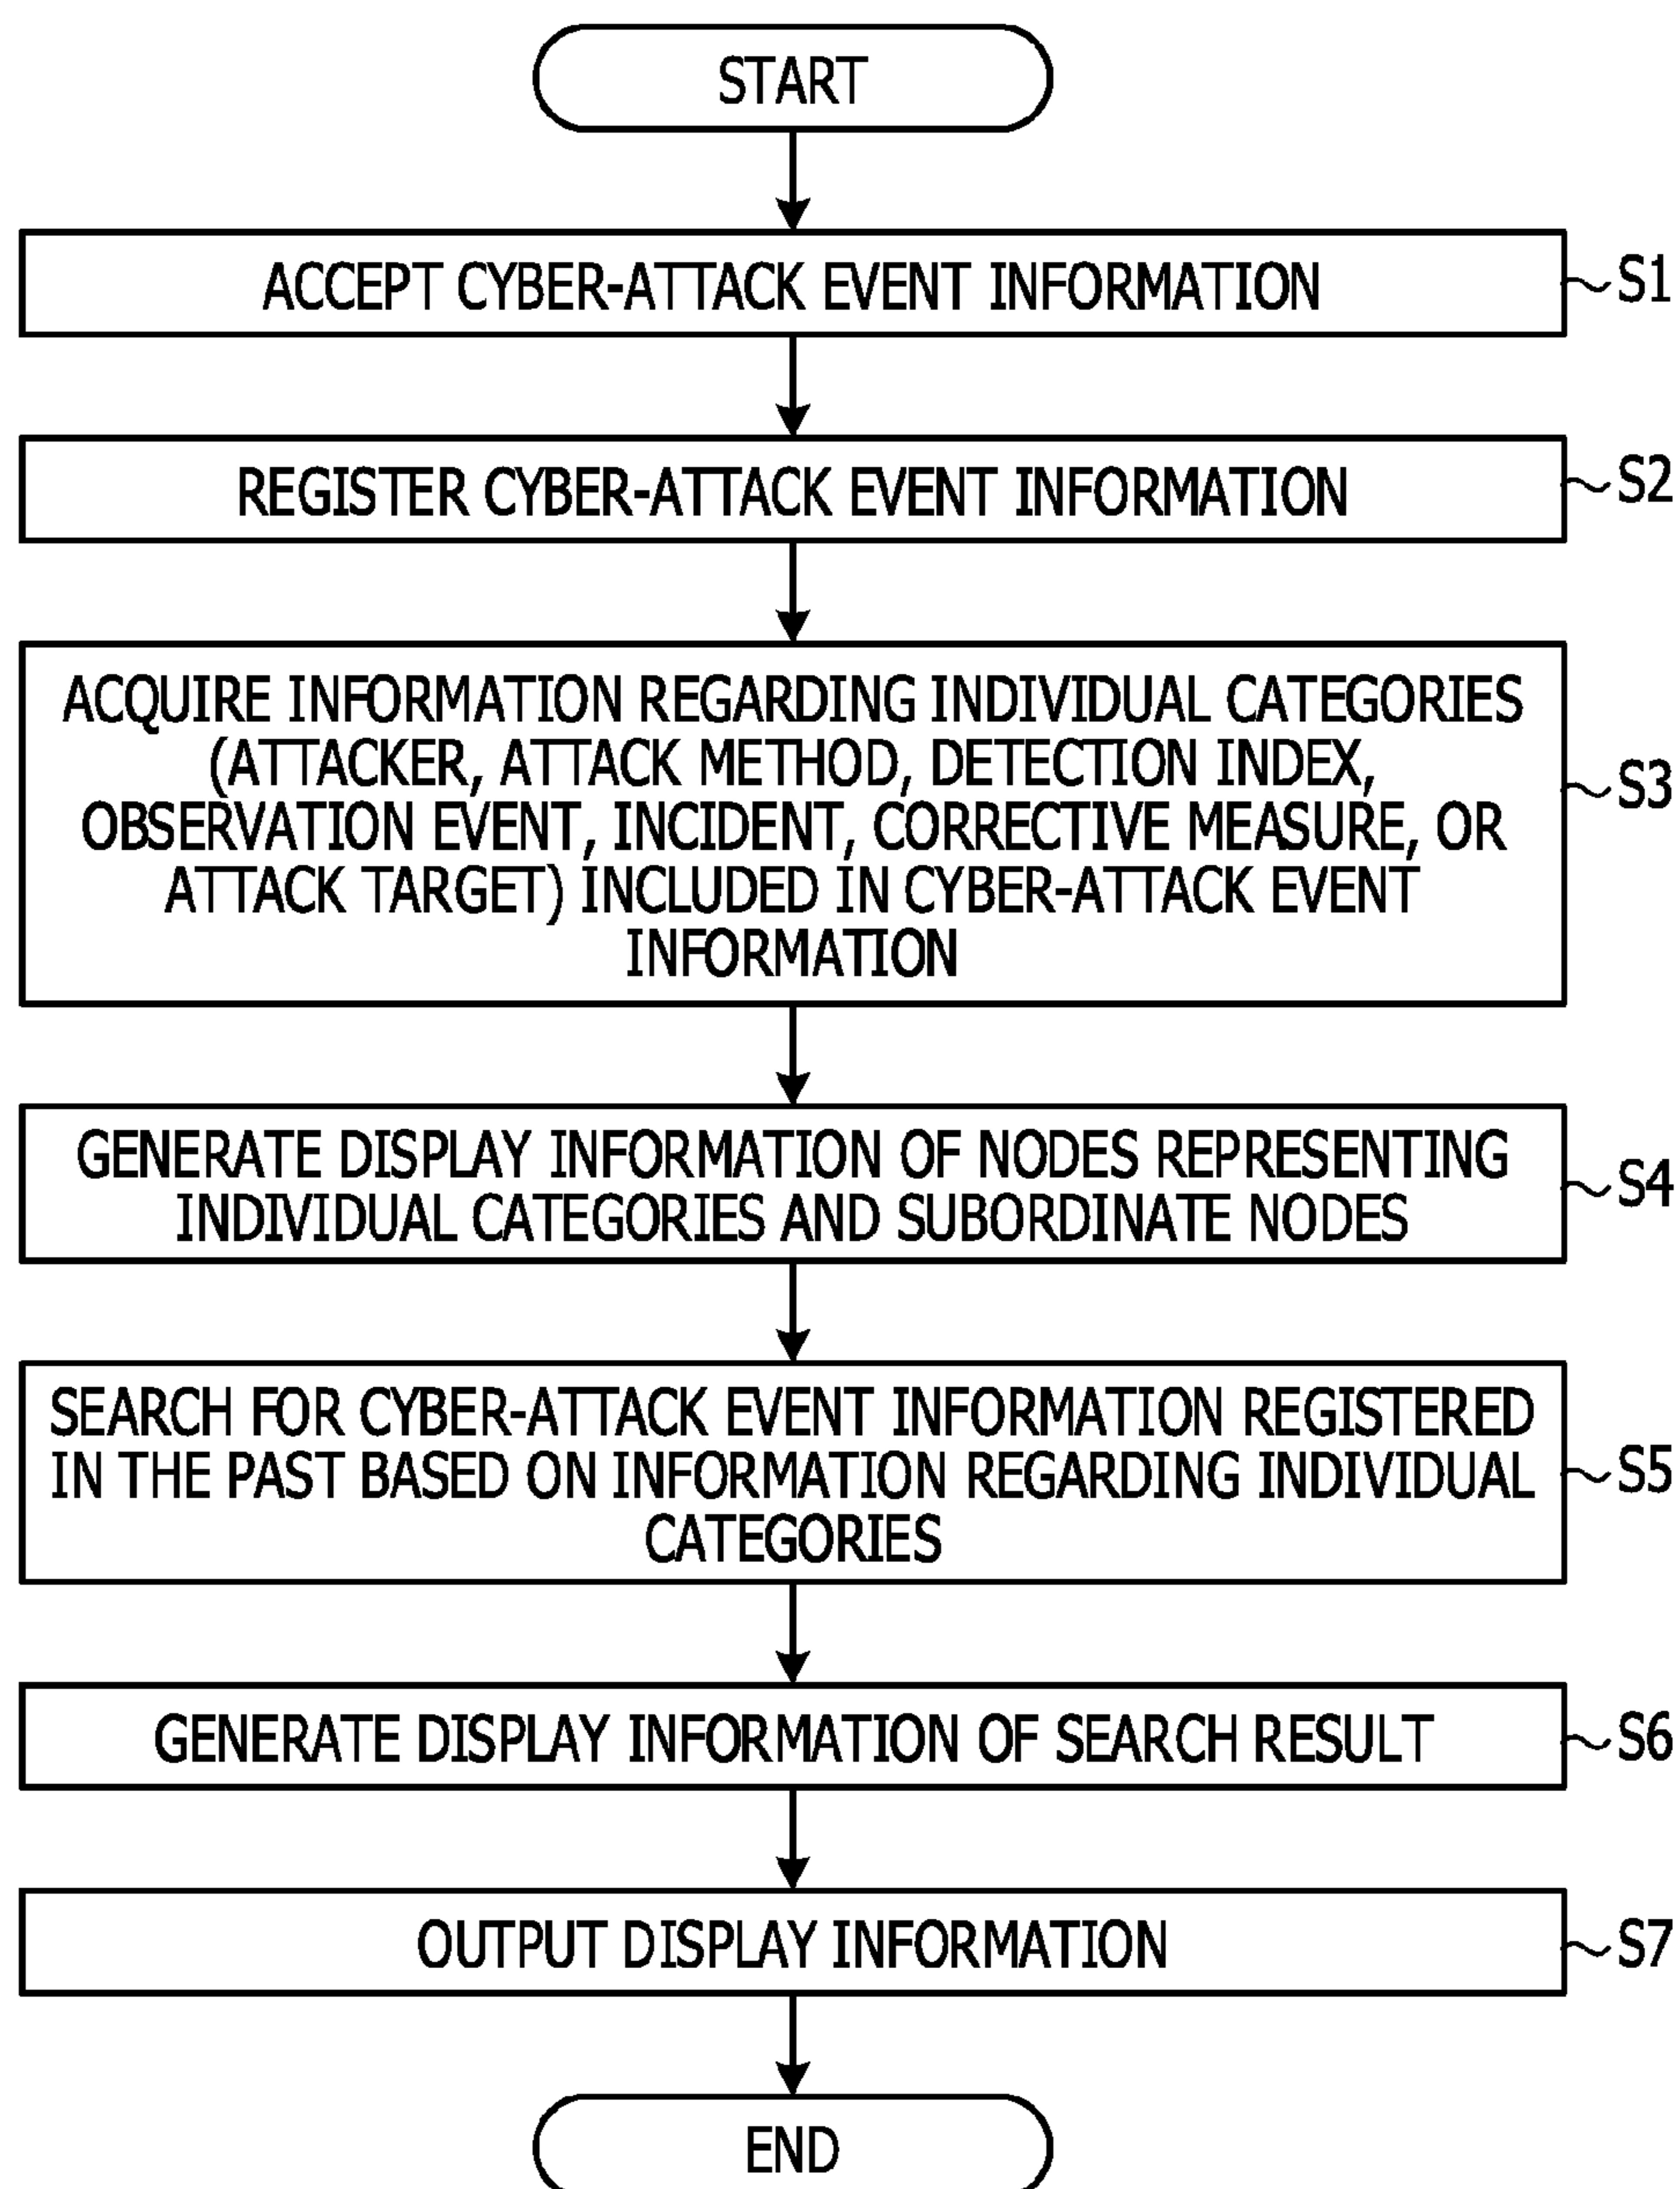 START
ACCEPT CYBER-ATTACK EVENT INFORMATION
S1
REGISTER CYBER-ATTACK EVENT INFORMATION
S2
ACQUIRE INFORMATION REGARDING INDIVIDUAL CATEGORIES
(ATTACKER, ATTACK METHOD, DETECTION INDEX,
OBSERVATION EVENT, INCIDENT, CORRECTIVE MEASURE, OR
ATTACK TARGET) INCLUDED IN CYBER-ATTACK EVENT
INFORMATION
S3
GENERATE DISPLAY INFORMATION OF NODES REPRESENTING
INDIVIDUAL CATEGORIES AND SUBORDINATE NODES
S4
SEARCH FOR CYBER-ATTACK EVENT INFORMATION REGISTERED
IN THE PAST BASED ON INFORMATION REGARDING INDIVIDUAL
CATEGORIES
S5
GENERATE DISPLAY INFORMATION OF SEARCH RESULT
S6
OUTPUT DISPLAY INFORMATION
S7
END